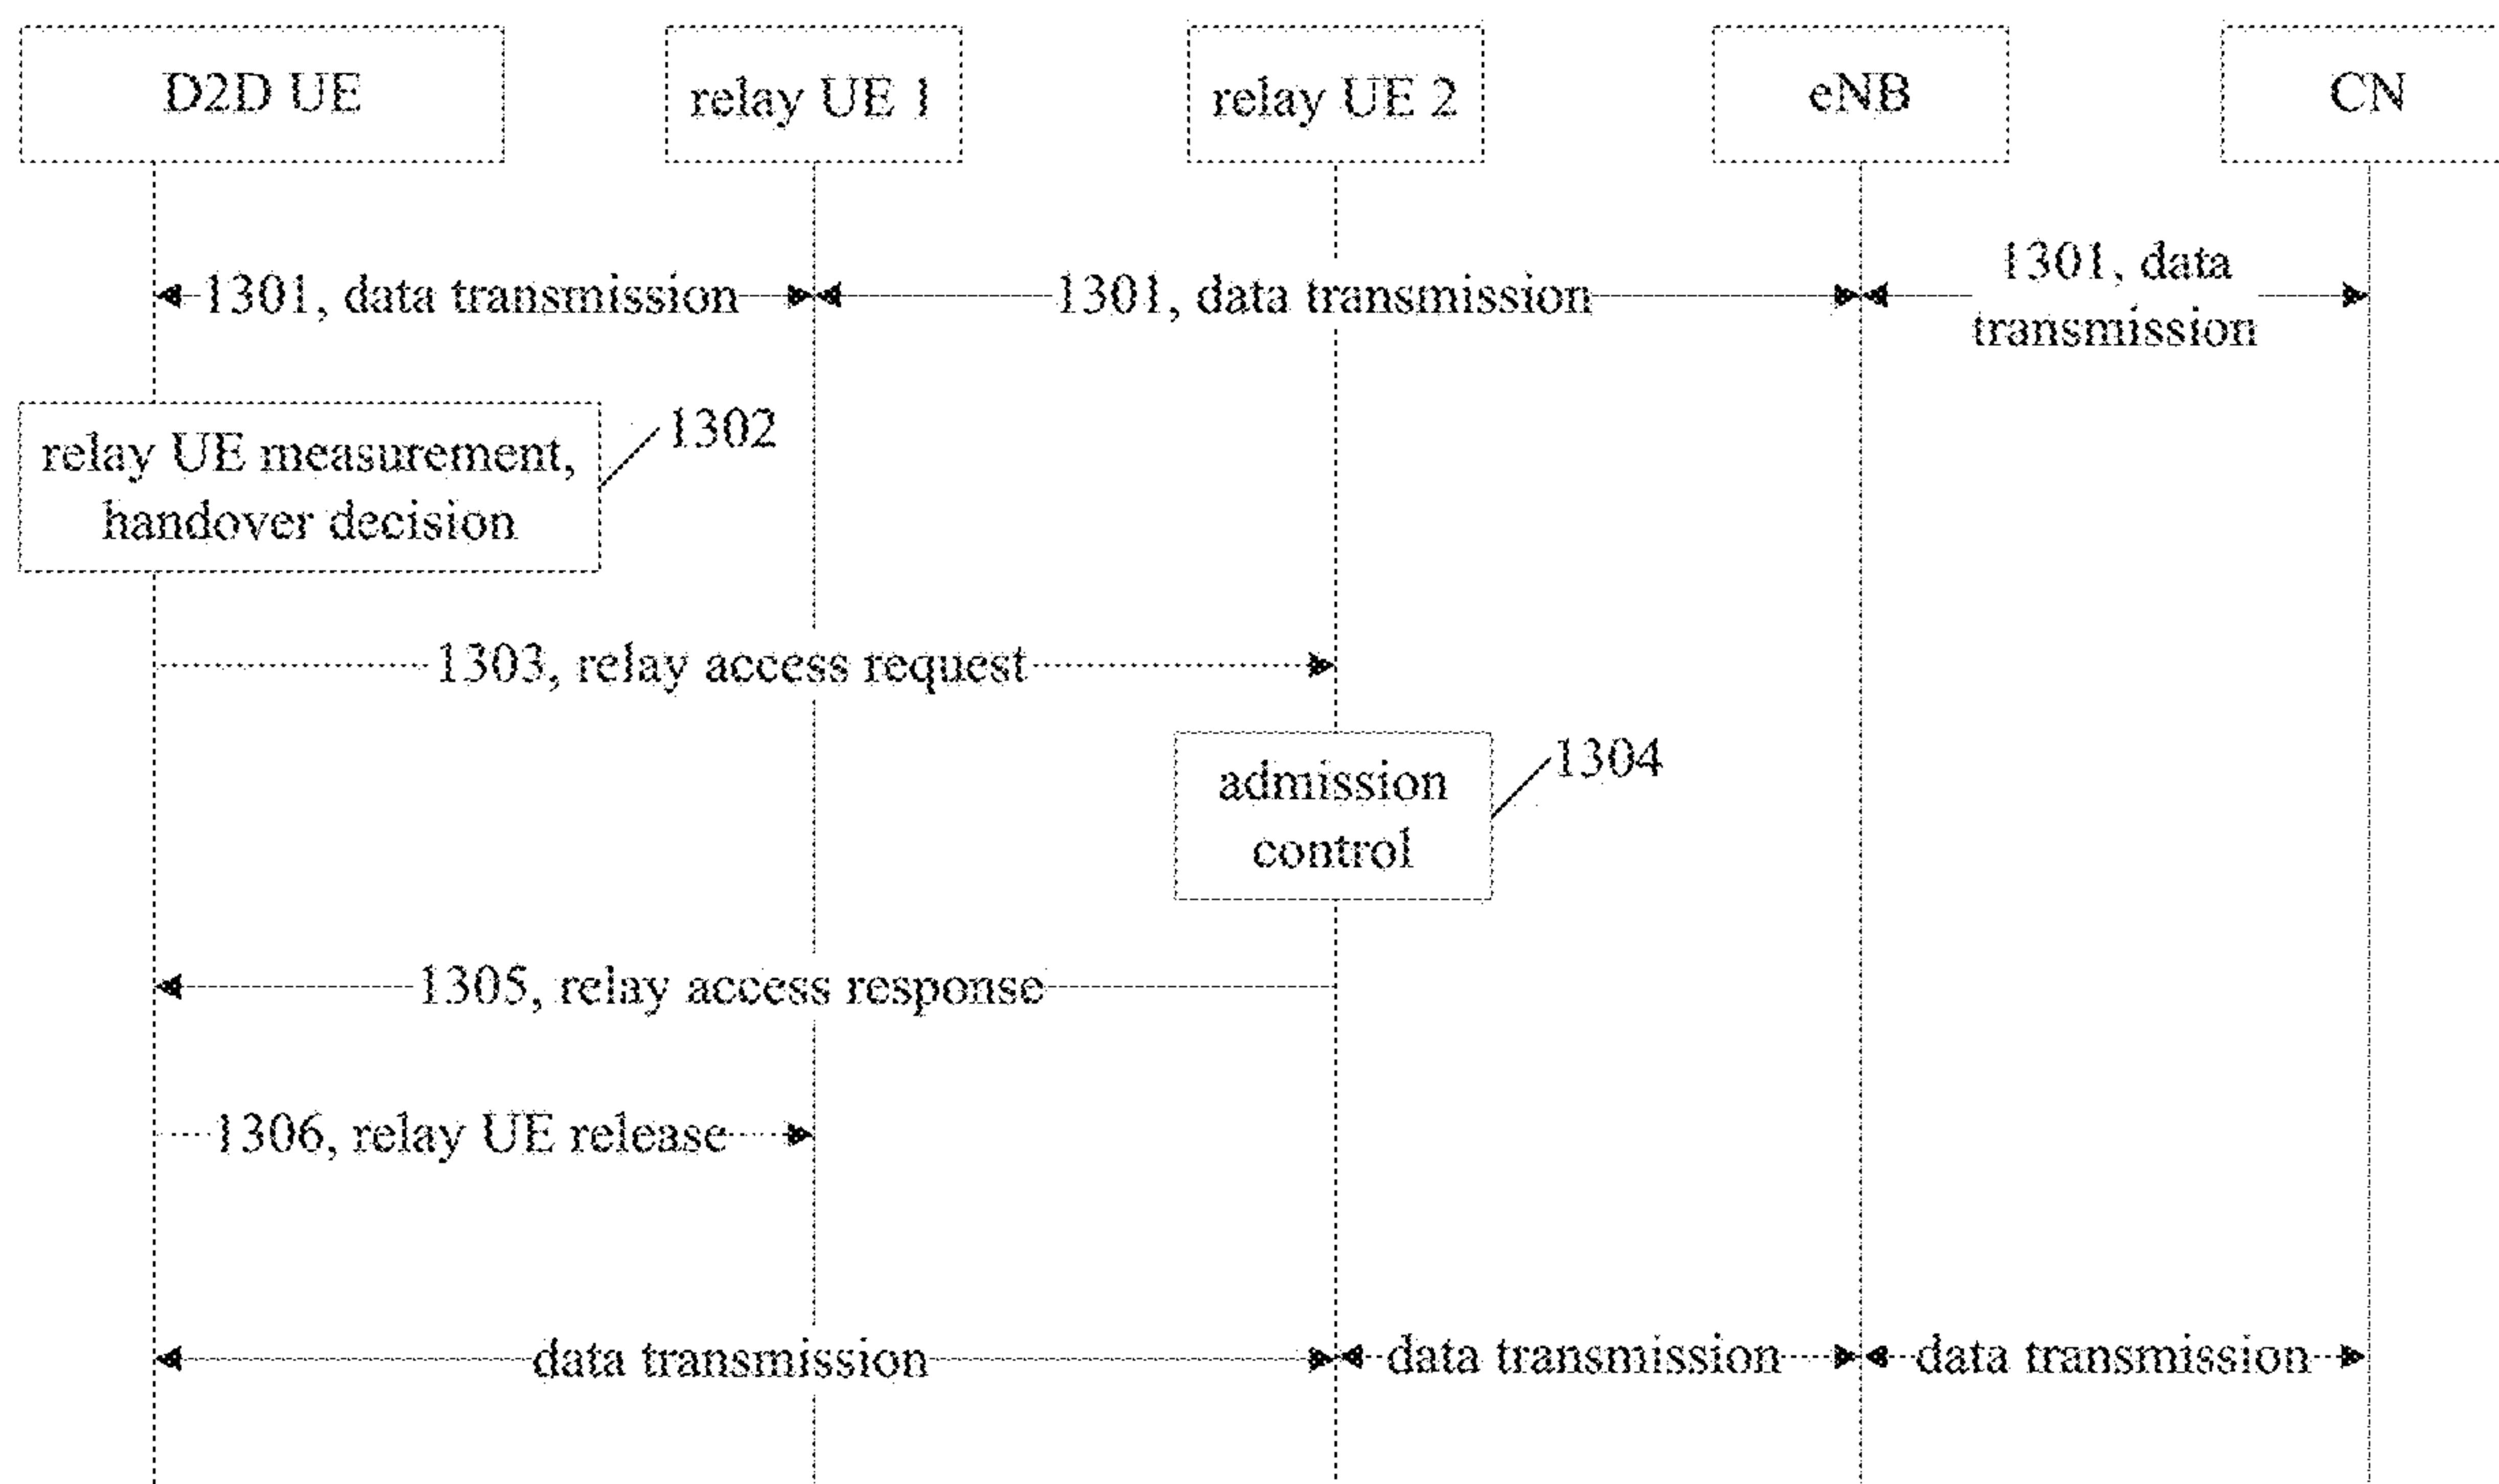 D2D UE
relay UE 1
relay UE 2
eNB
CN
1301, data transmission
1301, data transmission
1301, data
transmission
relay UE measurement,
handover decision
1302
1303, relay access request
admission
control
1304
1305, relay access response
1306, relay UE release
data transmission
data transmission
data transmission